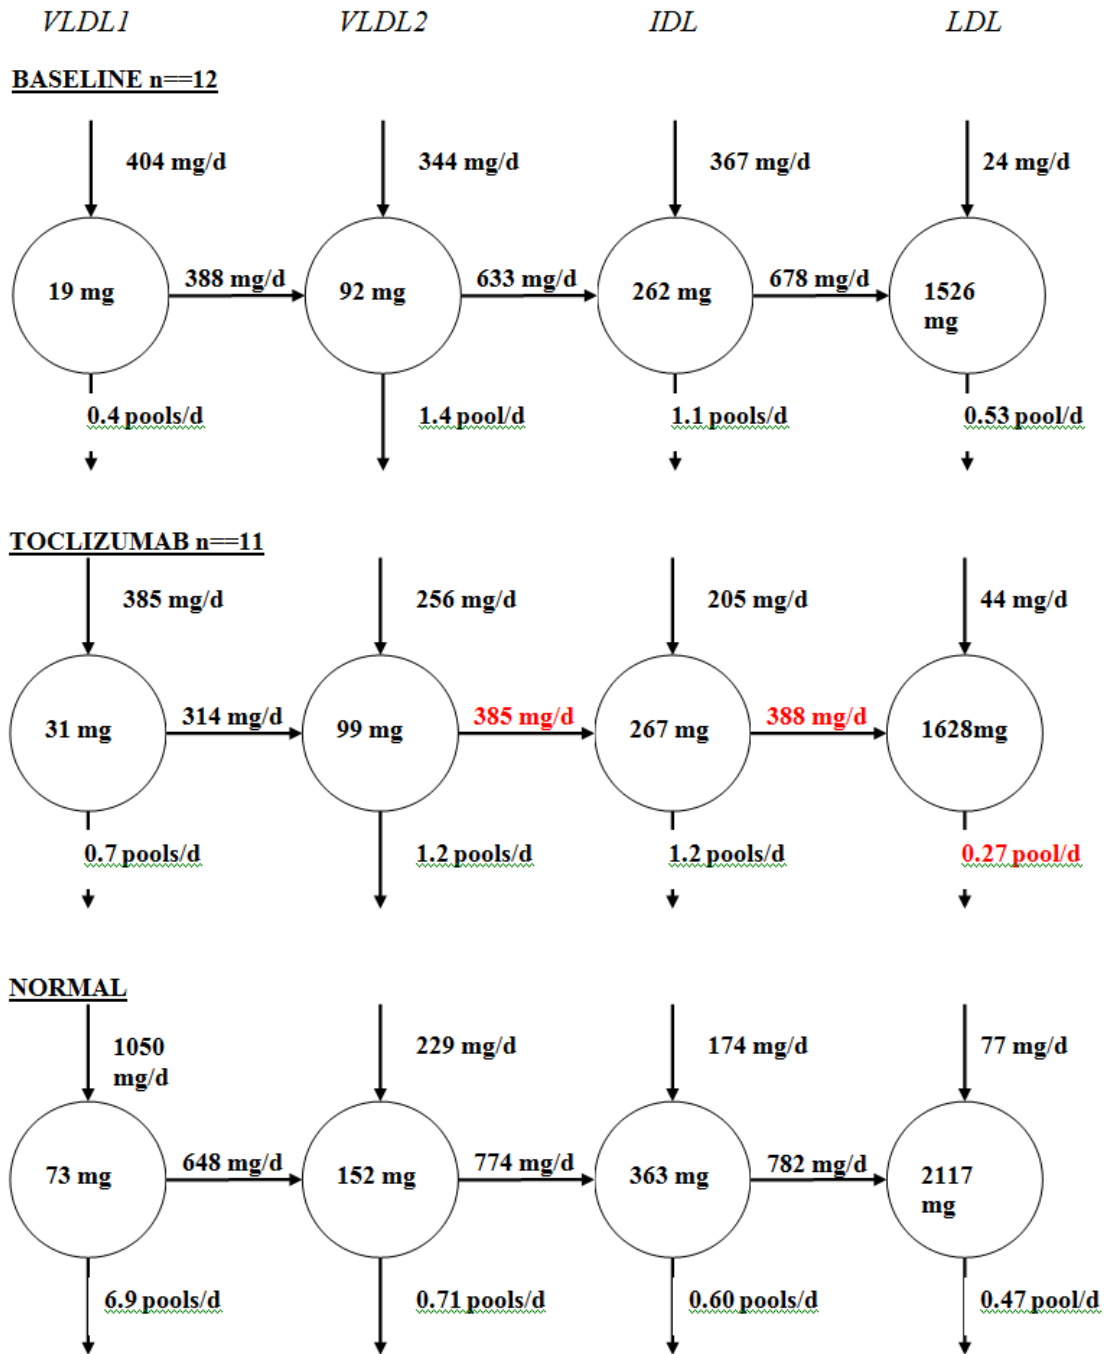 VLDL1 VLDL2 IDL LDL
BASELINE n==12
404 mg/d 344 mg/d 367 mg/d 24 mg/d
19 mg 388 mg/d 92 mg 633 mg/d 262 mg 678 mg/d 1526
mg
0.4 pools/d 1.4 pool/d 1.1 pools/d 0.53 pool/d
TOCLIZUMAB n==11
385 mg/d 256 mg/d 205 mg/d 44 mg/d
31 mg 314 mg/d 99 mg 385 mg/d 267 mg 388 mg/d 1628mg
0.7 pools/d 1.2 pools/d 1.2 pools/d 0.27 pool/d
NORMAL
1050
mg/d 229 mg/d 174 mg/d 77 mg/d
73 mg 648 mg/d 152 mg 774 mg/d 363 mg 782 mg/d 2117
mg
6.9 pools/d 0.71 pools/d 0.60 pools/d 0.47 pool/d